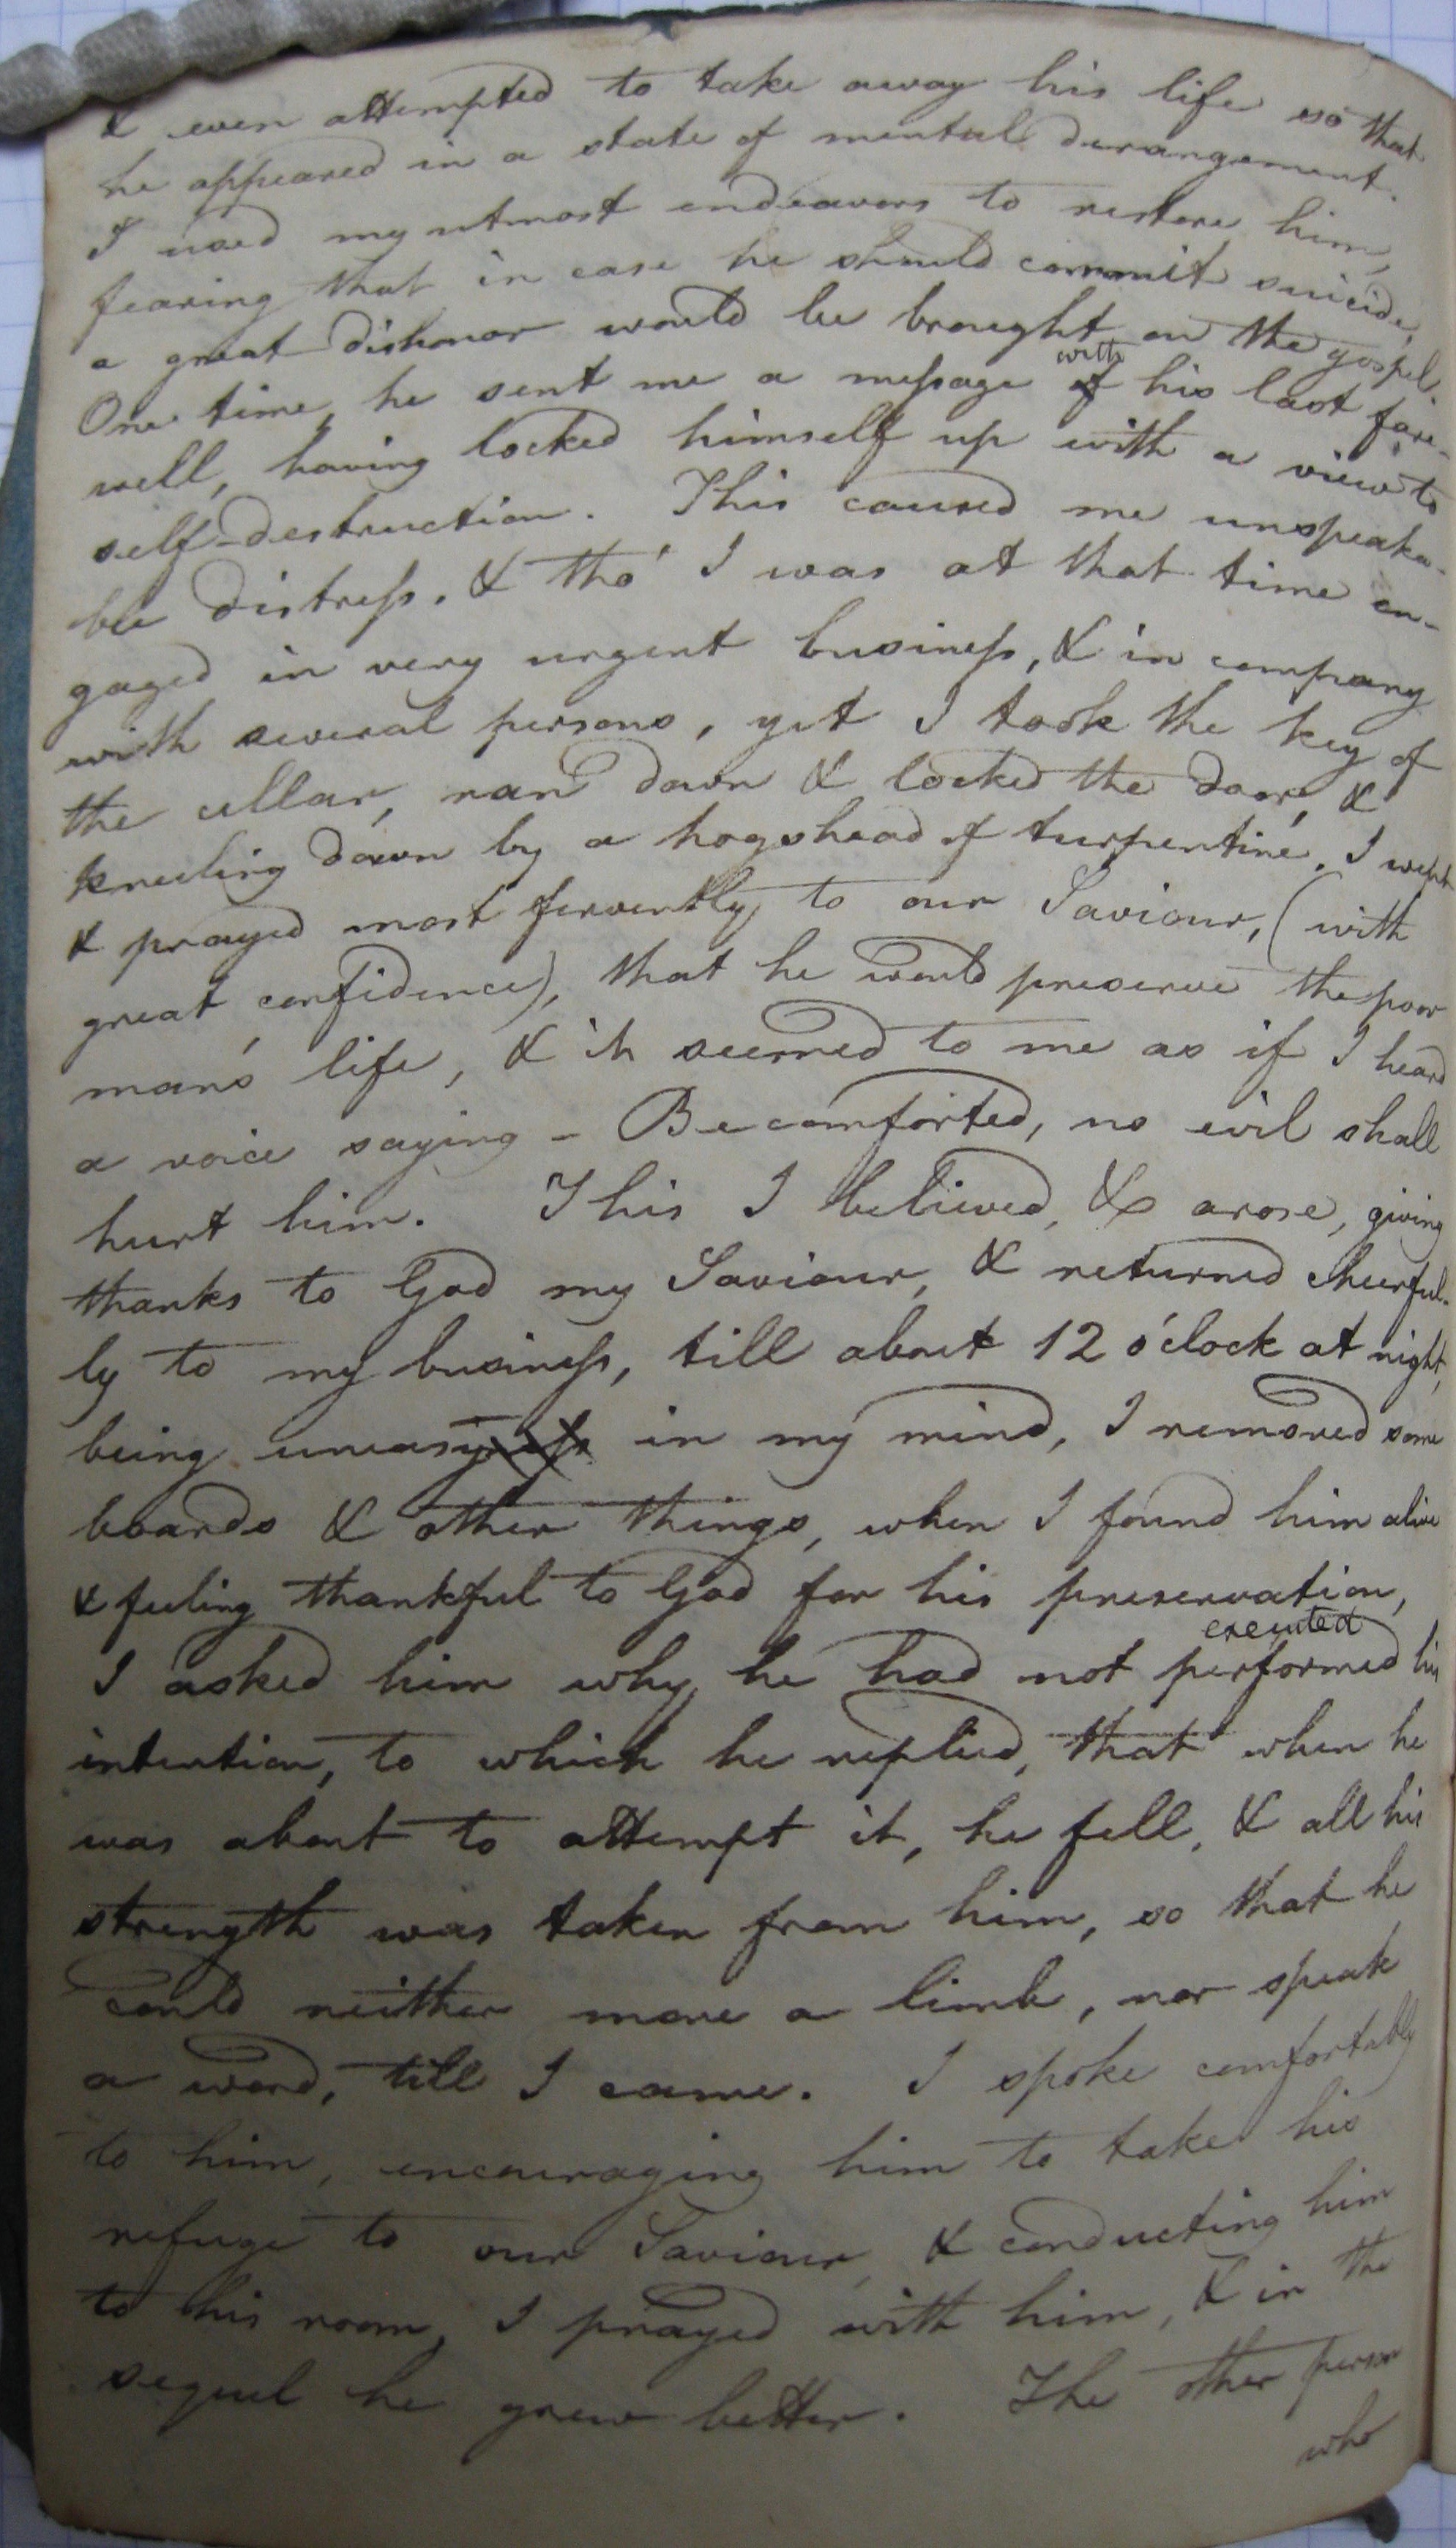 & even attempted to take away his life so that
he appeared in a state of mental derangement.
I used my utmost endeavors to restore him,
fearing that in case he should commit suicide,
a great dishonor would be brought on the gospel.
One time, he sent me a message with of his last fare-
well, having locked himself up with a view to
self-destruction. This caused me unspeaka-
ble distress, & tho' I was at that time en-
gaged in very urgent business, & in company
with several persons, yet I took the key of
the cellar, ran down & locked the door, &
kneeling down by a hogshead of turpentine, I wept
& prayed most fervently to our Saviour, (with
great confidence), that he would preserve the poor
man's life, & it seemed to me as if I heard
a voice saying - Be comforted, no evil shall
hurt him. This I believed, & arose, giving
thanks to God my Saviour, & returned cheerful-
ly to my business, till about 12 o'clock at night,
being uneasyness in my mind, I removed some
boards & other things, when I found him alive
& feeling thankful to God for his preservation,
executed
I asked him why he had not performed his
intention, to which he replied, that when he
was about to attempt it, he fell, & all his
strength was taken from him, so that he
could neither move a limb, nor speak
a word, till I came. I spoke comfortably
to him, encouraging him to take his
refuge to our Saviour, & conducting him
to his room, I prayed with him, & in the
sequel he grew better. The other person
who